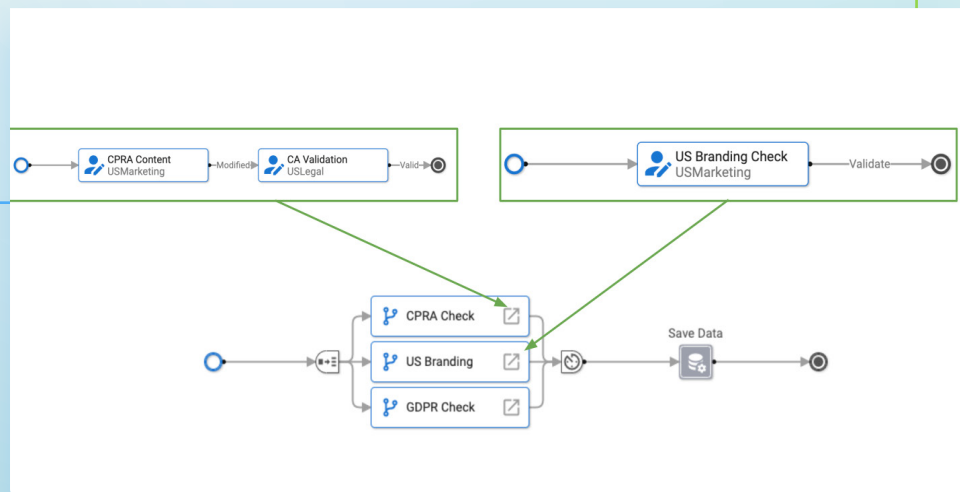 CPRA Content
USMarketing
Modified
CA Validation
USLegal
Valid
US Branding Check
USMarketing
Validate
CPRA Check
US Branding
GDPR Check
Save Data